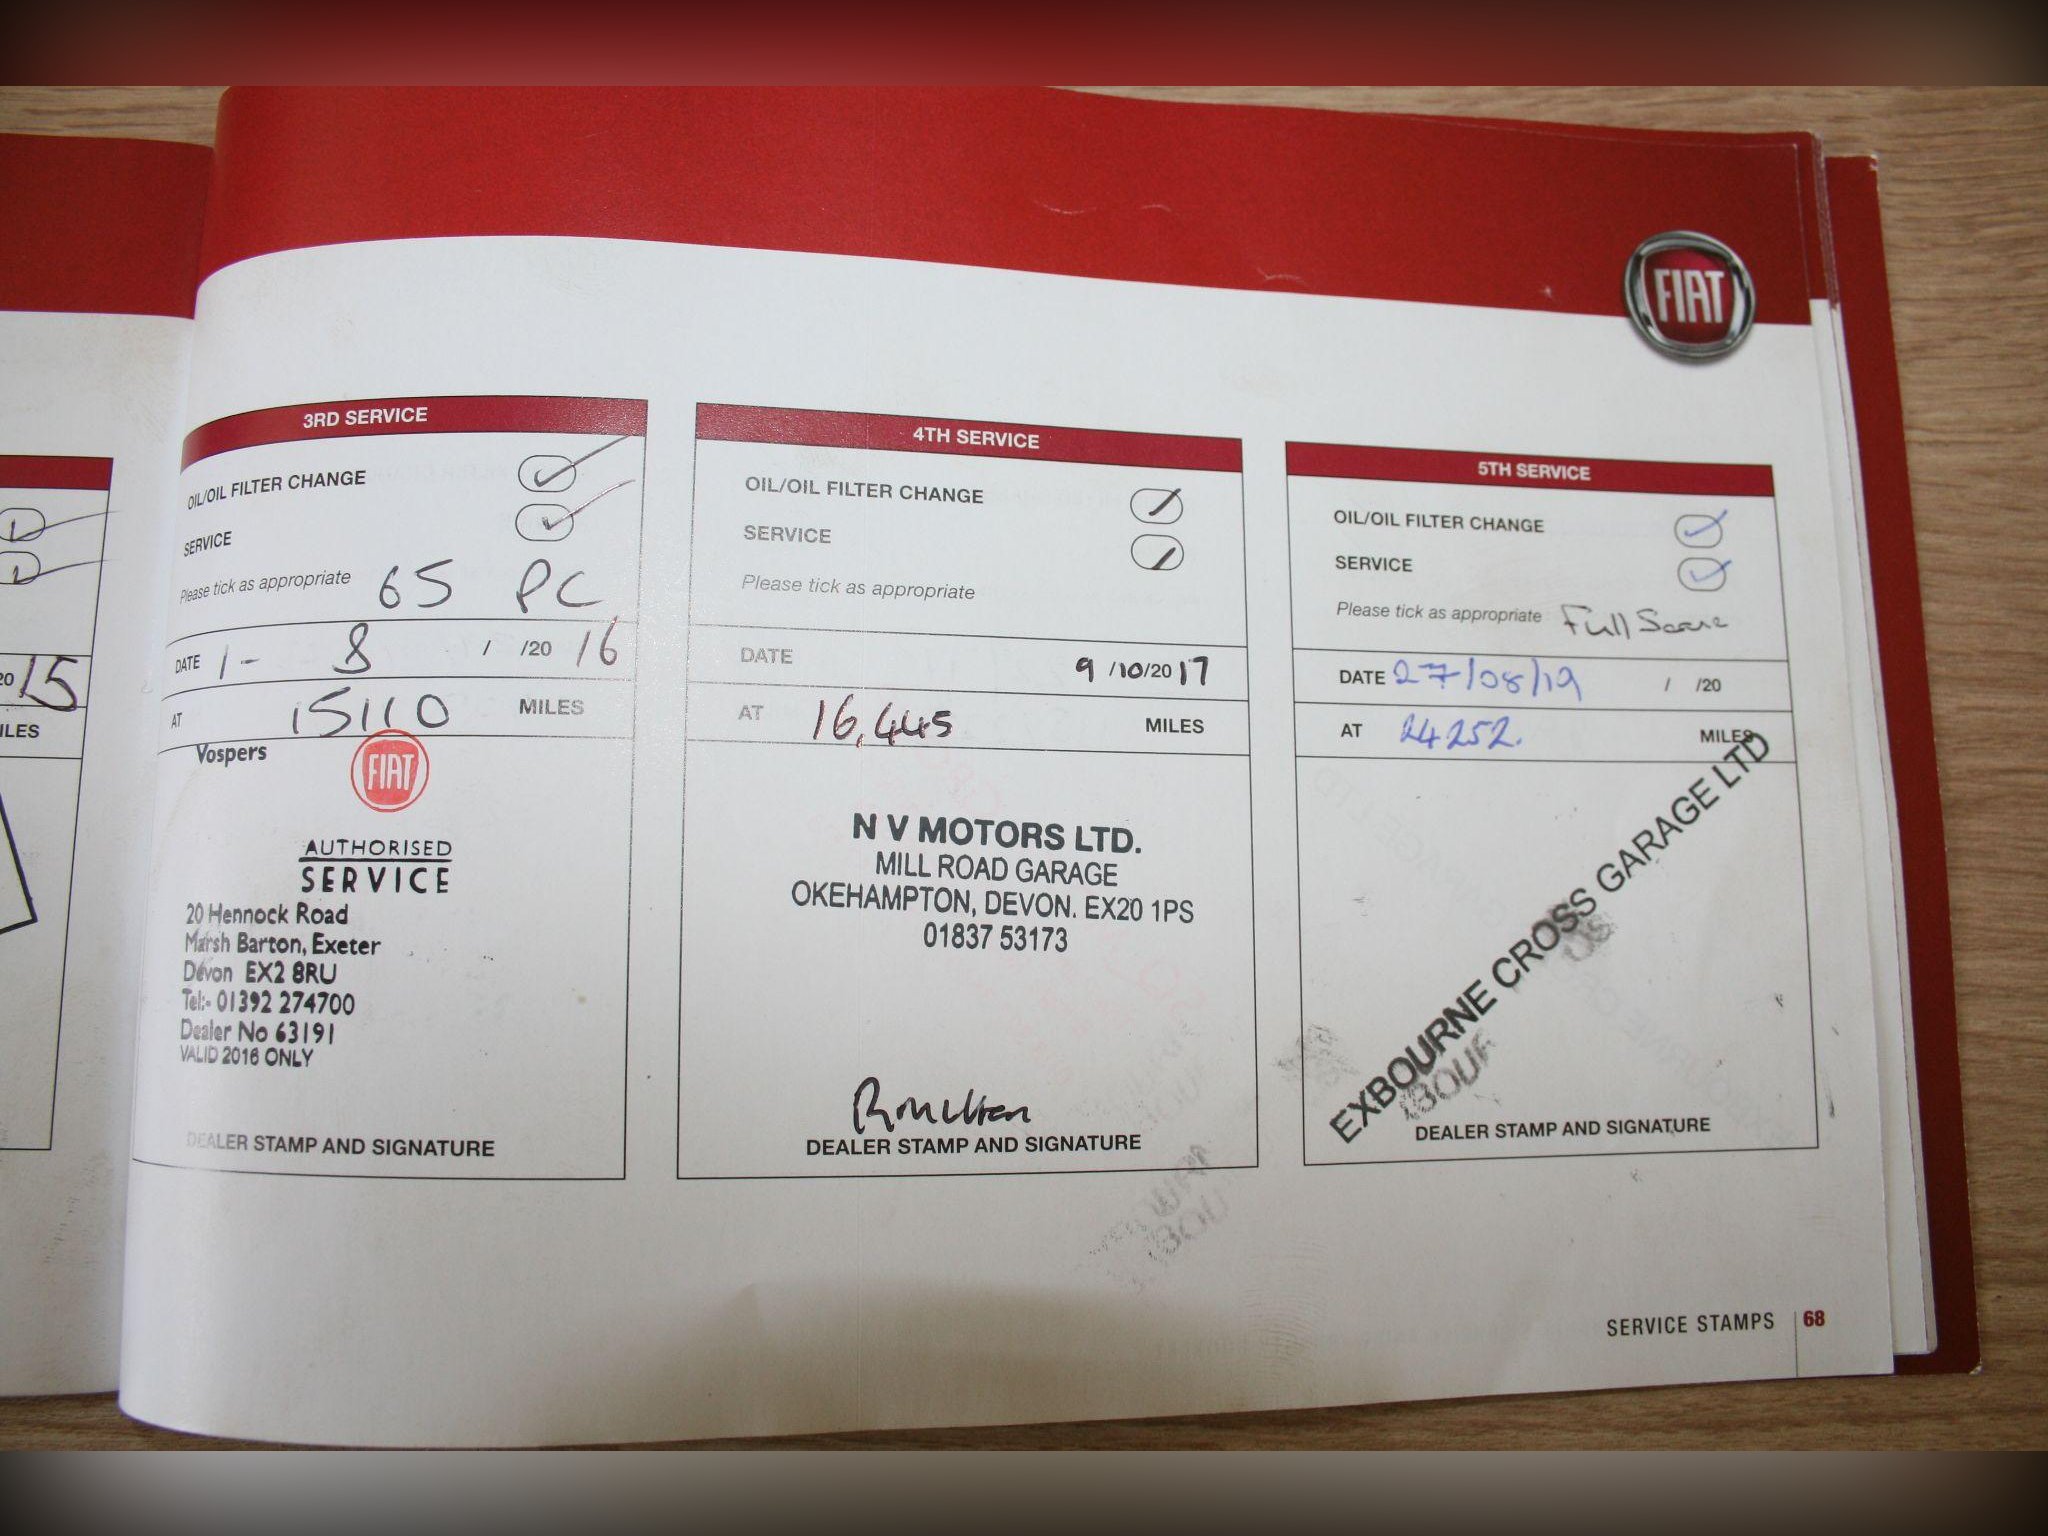 20 15
ILES
FIAT
3RD SERVICE
OIL/OIL FILTER CHANGE
SERVICE
Please tick as appropriate 65 PC
DATE 1 - 8 / /20 16
AT 15110 MILES
Vospers
FIAT
AUTHORISED
SERVICE
20 Hennock Road
Marsh Barton, Exeter
Devon EX2 8RU
Tel:- 01392 274700
Dealer No 63191
VALID 2016 ONLY
DEALER STAMP AND SIGNATURE
4TH SERVICE
OIL/OIL FILTER CHANGE
SERVICE
Please tick as appropriate
DATE 9 /10/20 17
AT 16,445 MILES
N V MOTORS LTD.
MILL ROAD GARAGE
OKEHAMPTON, DEVON. EX20 1PS
01837 53173
DEALER STAMP AND SIGNATURE
5TH SERVICE
OIL/OIL FILTER CHANGE
SERVICE
Please tick as appropriate Full
DATE 27/08/19 / /20
AT 24252. MILES
EXBOURNE CROSS GARAGE LTD
DEALER STAMP AND SIGNATURE
SERVICE STAMPS 68